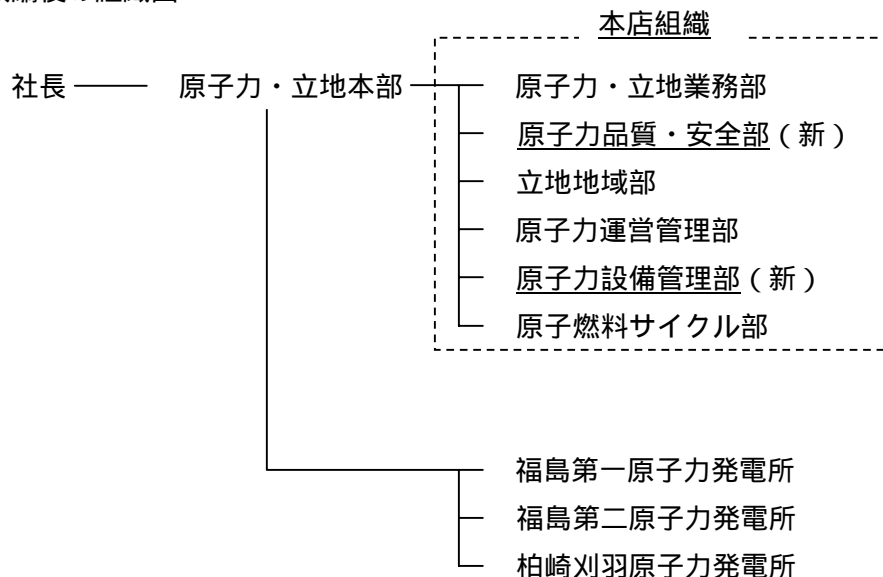 本店組織
社長 原子力・立地本部 原子力・立地業務部
原子力品質・安全部(新)
立地地域部
原子力運営管理部
原子力設備管理部(新)
原子燃料サイクル部
福島第一原子力発電所
福島第二原子力発電所
柏崎刈羽原子力発電所